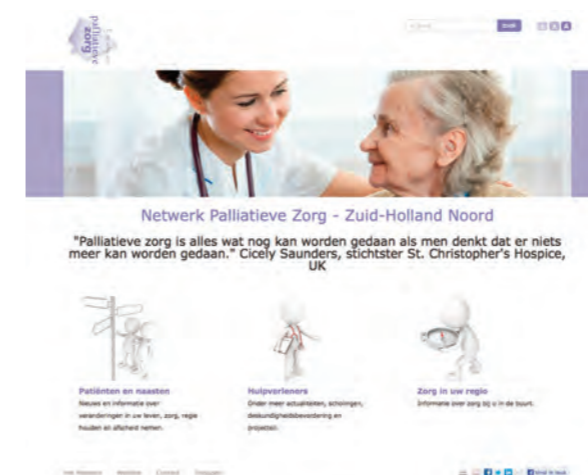 palliatieve
zorg
zoek
Netwerk Palliatieve Zorg - Zuid-Holland Noord
"Palliatieve zorg is alles wat nog kan worden gedaan als men denkt dat er niets
meer kan worden gedaan." Cicely Saunders, stichtster St. Christopher's Hospice,
UK
Patiënten en naasten
Nieuws en informatie over
veranderingen in uw leven, zorg, regie
houden en afscheid nemen.
Hulpverleners
Onder meer actualiteiten, scholingen,
deskundigheidsbevordering en
projecten.
Zorg in uw regio
Informatie over zorg bij u in de buurt.
Contact